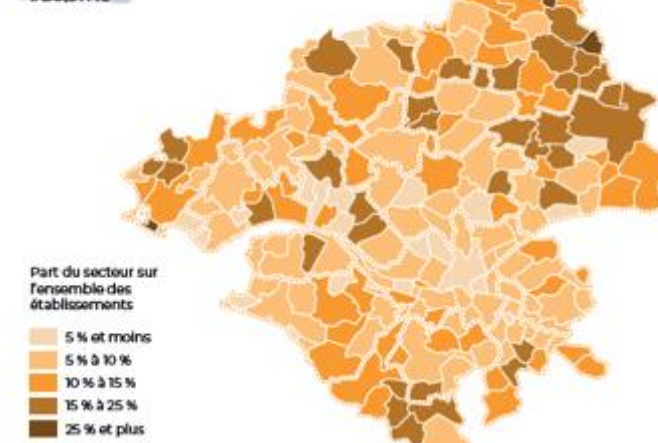 Part du secteur sur
l'ensemble des
établissements
5 % et moins
5 % à 10 %
10 % à 15 %
15 % à 25 %
25 % et plus